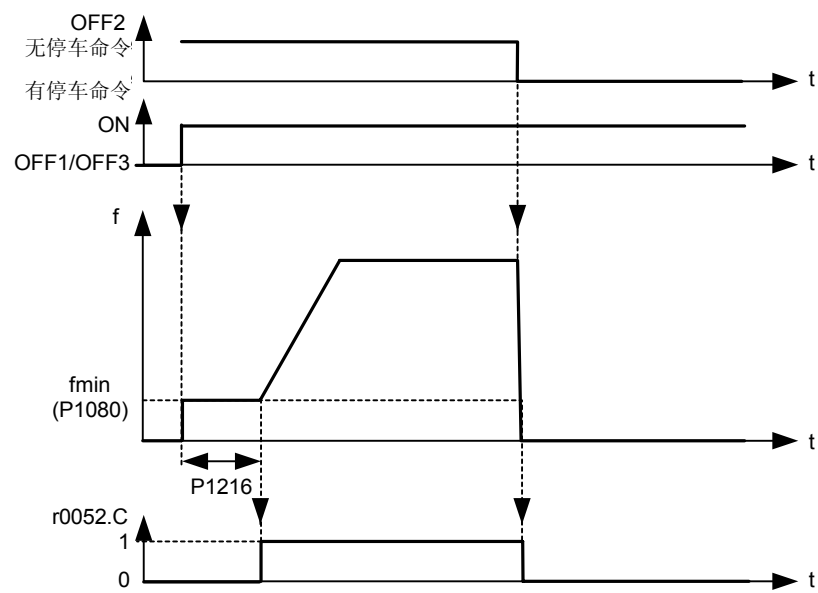 OFF2
无停车命令
有停车命令
t
ON
OFF1/OFF3
t
f
fmin
(P1080)
t
P1216
r0052.C
1
0
t